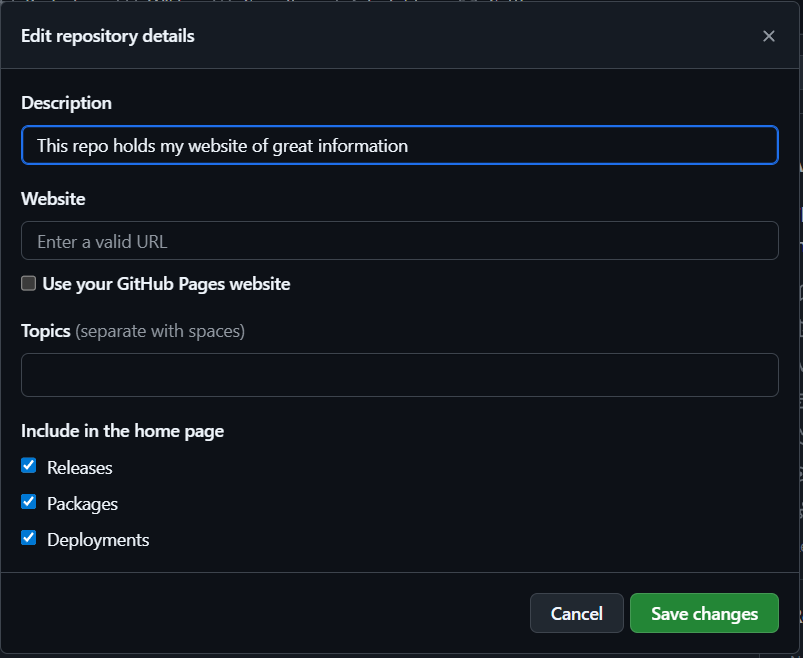 Edit repository details
Description
This repo holds my website of great information
Website
Enter a valid URL
Use your GitHub Pages website
Topics (separate with spaces)
Include in the home page
Releases
Packages
Deployments
Cancel Save changes